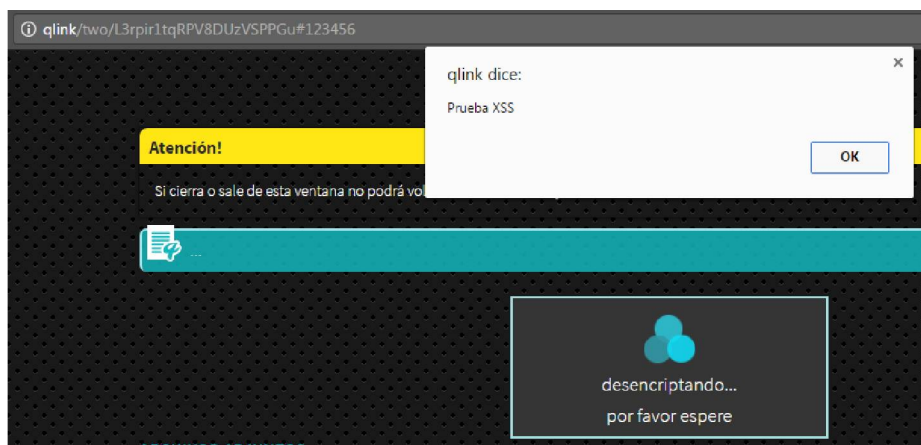 qlink/two/L3rpir1tqRPV8DUzVSPPGu#123456
qlink dice:
Prueba XSS
OK
Atención!
Si cierra o sale de esta ventana no podrá vol
...
desencriptando...
por favor espere